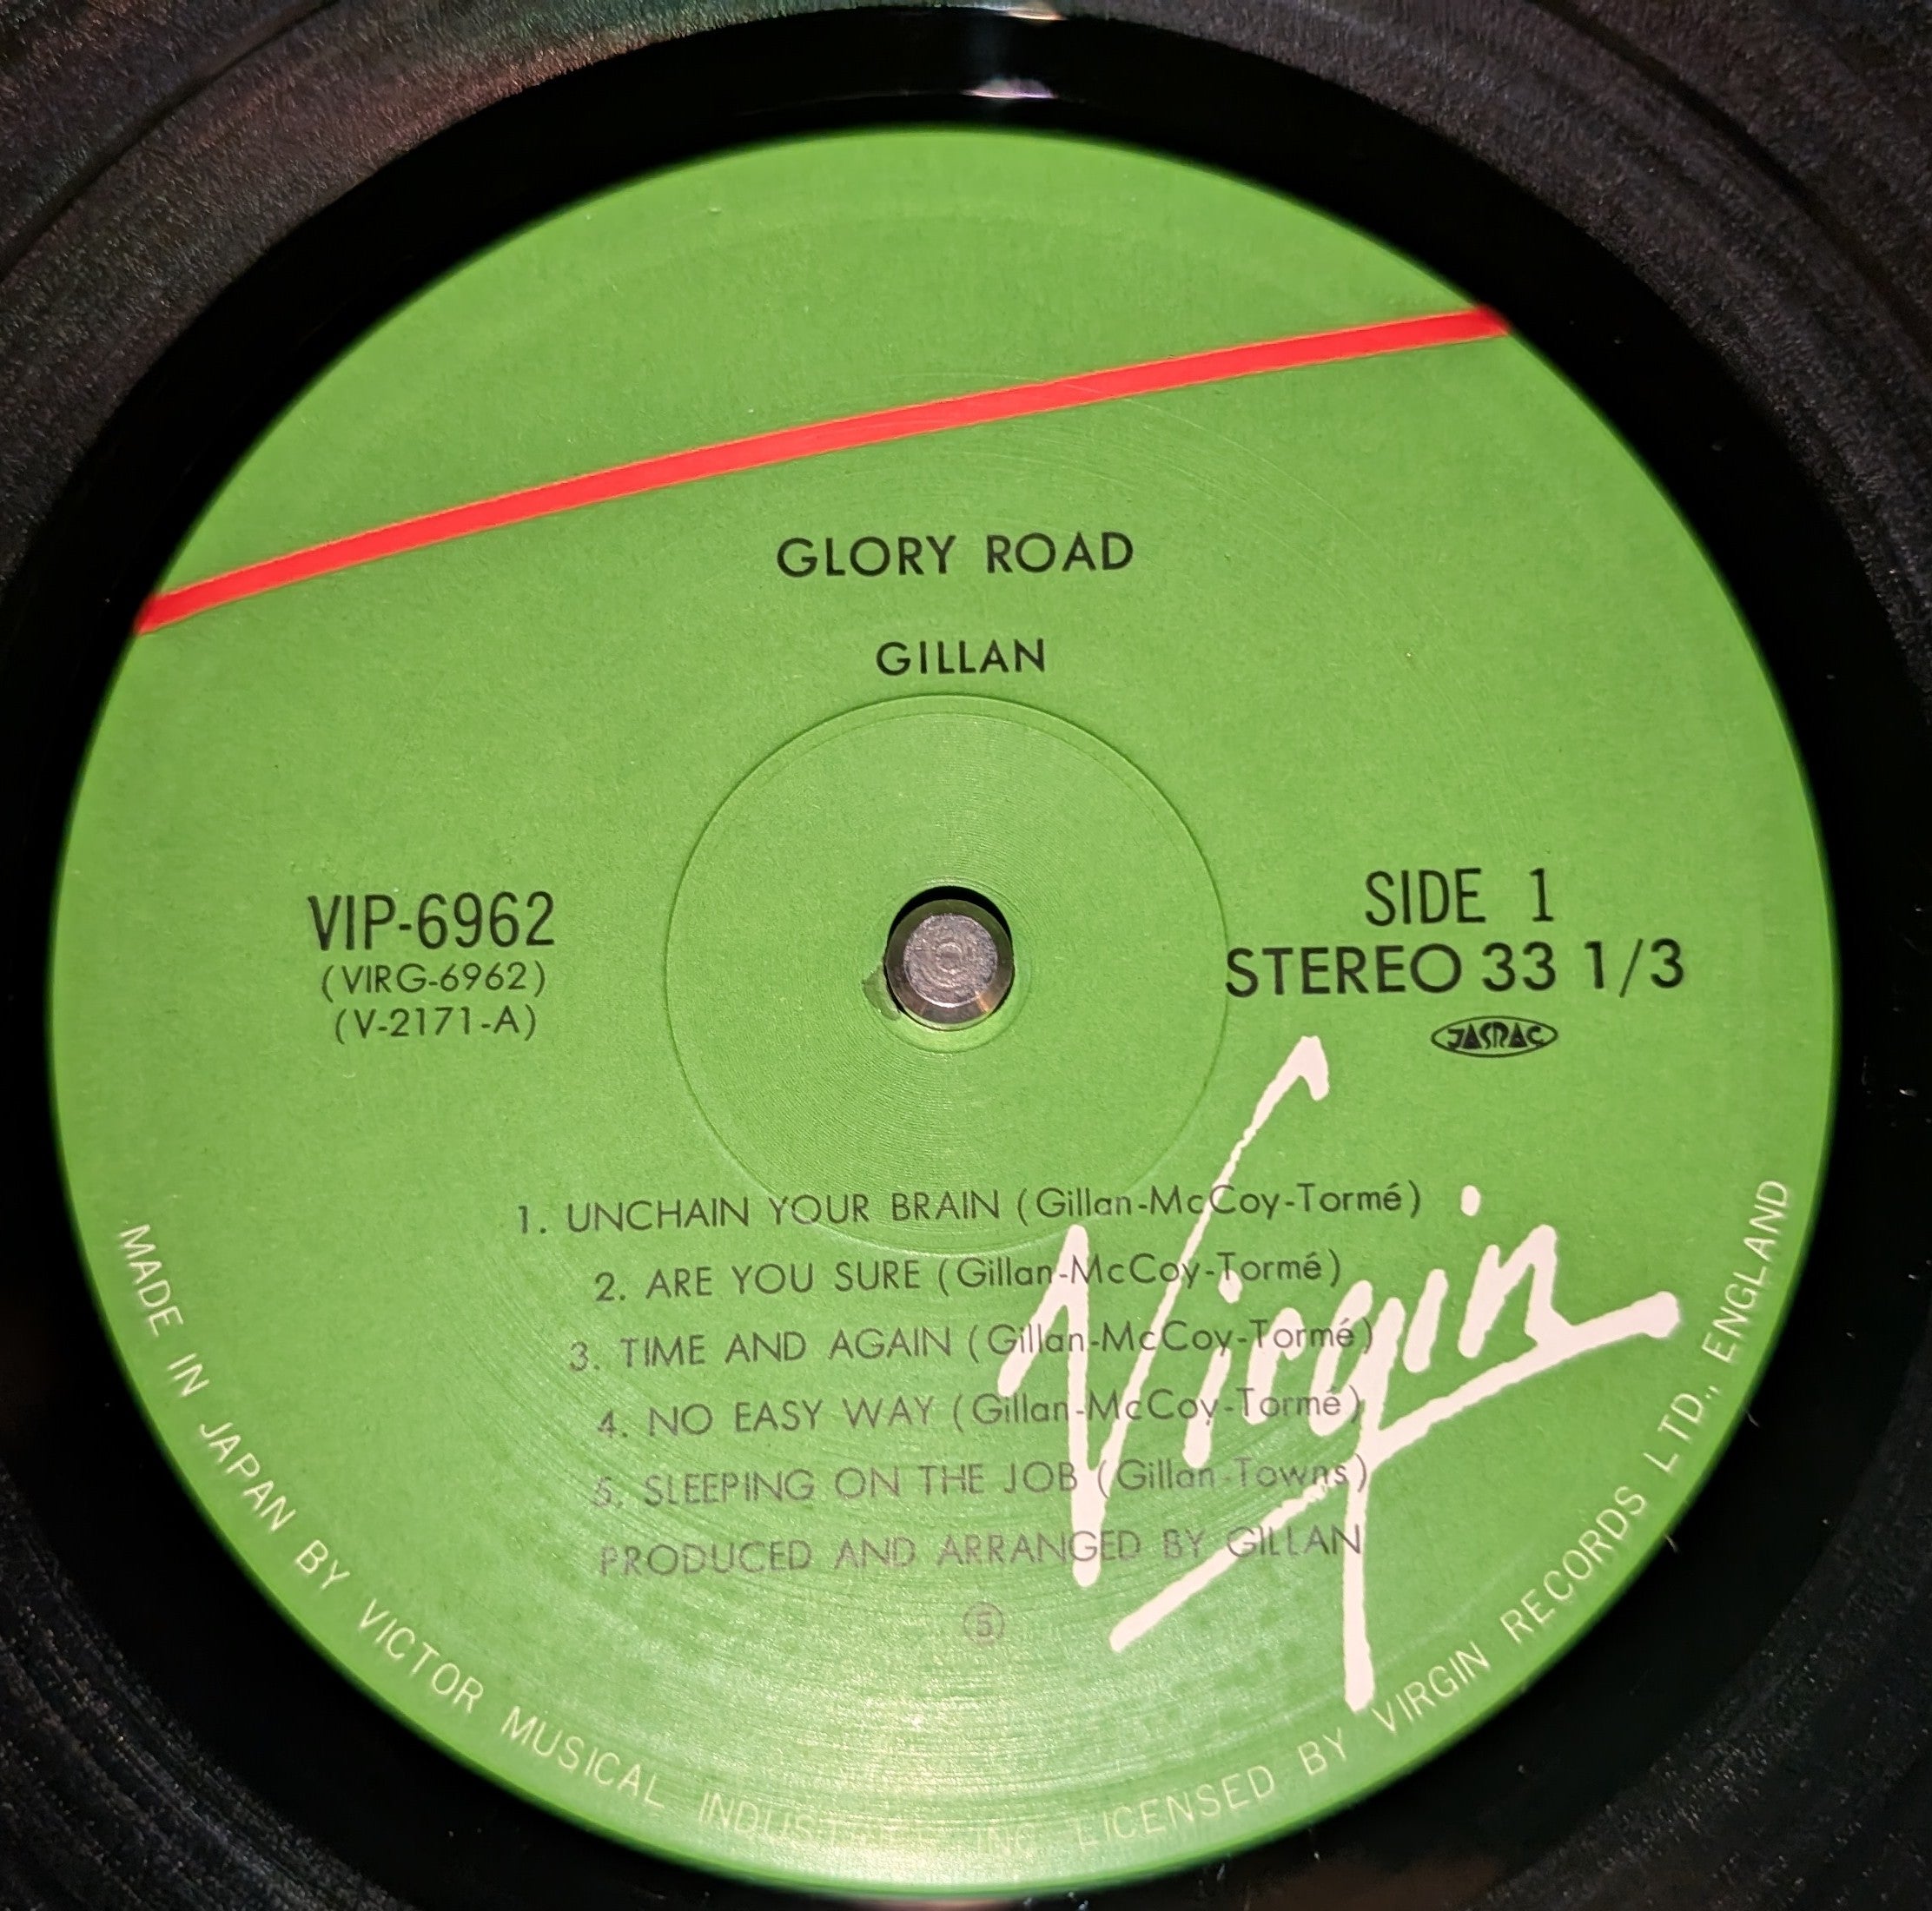 GLORY ROAD
GILLAN
VIP-6962
(VIRG-6962)
(V-2171-A)
SIDE 1
STEREO 33 1/3
JASRAC
Virgin
1. UNCHAIN YOUR BRAIN (Gillan-McCoy-Tormé)
2. ARE YOU SURE (Gillan-McCoy-Tormé)
3. TIME AND AGAIN (Gillan-McCoy-Tormé)
4. NO EASY WAY (Gillan-McCoy-Tormé)
5. SLEEPING ON THE JOB (Gillan-Towns)
PRODUCED AND ARRANGED BY GILLAN
Ⓢ
MADE IN JAPAN BY VICTOR MUSICAL INDUSTRIES, INC. LICENSED BY VIRGIN RECORDS LTD., ENGLAND